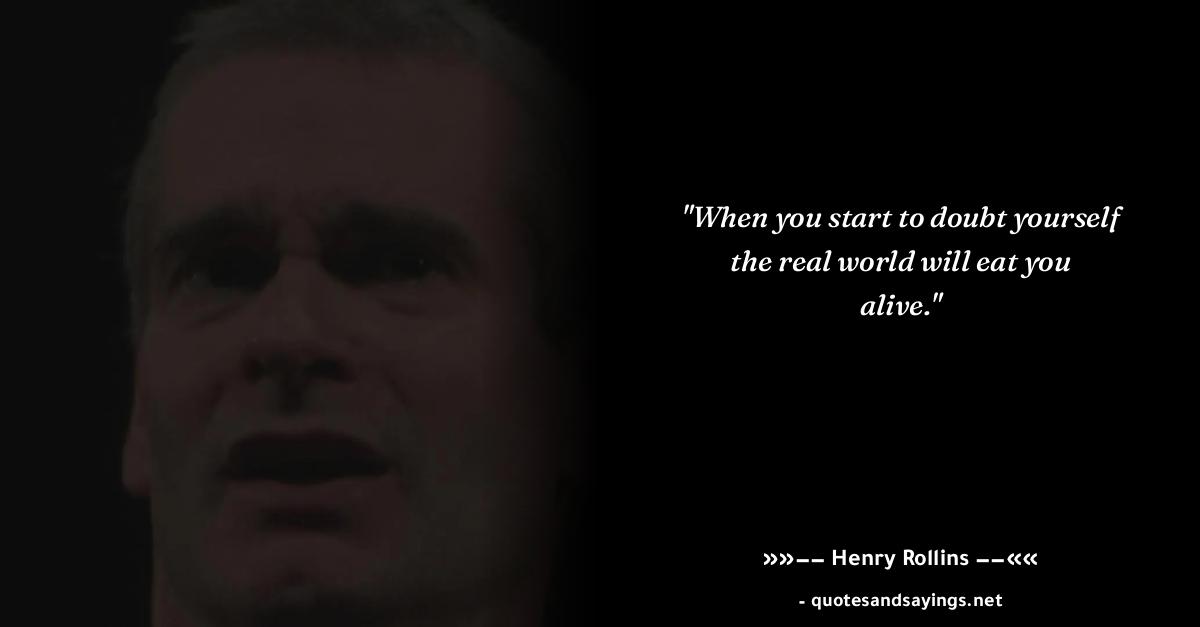 "When you start to doubt yourself
the real world will eat you
alive."
»»–– Henry Rollins ––««
- quotesandsayings.net